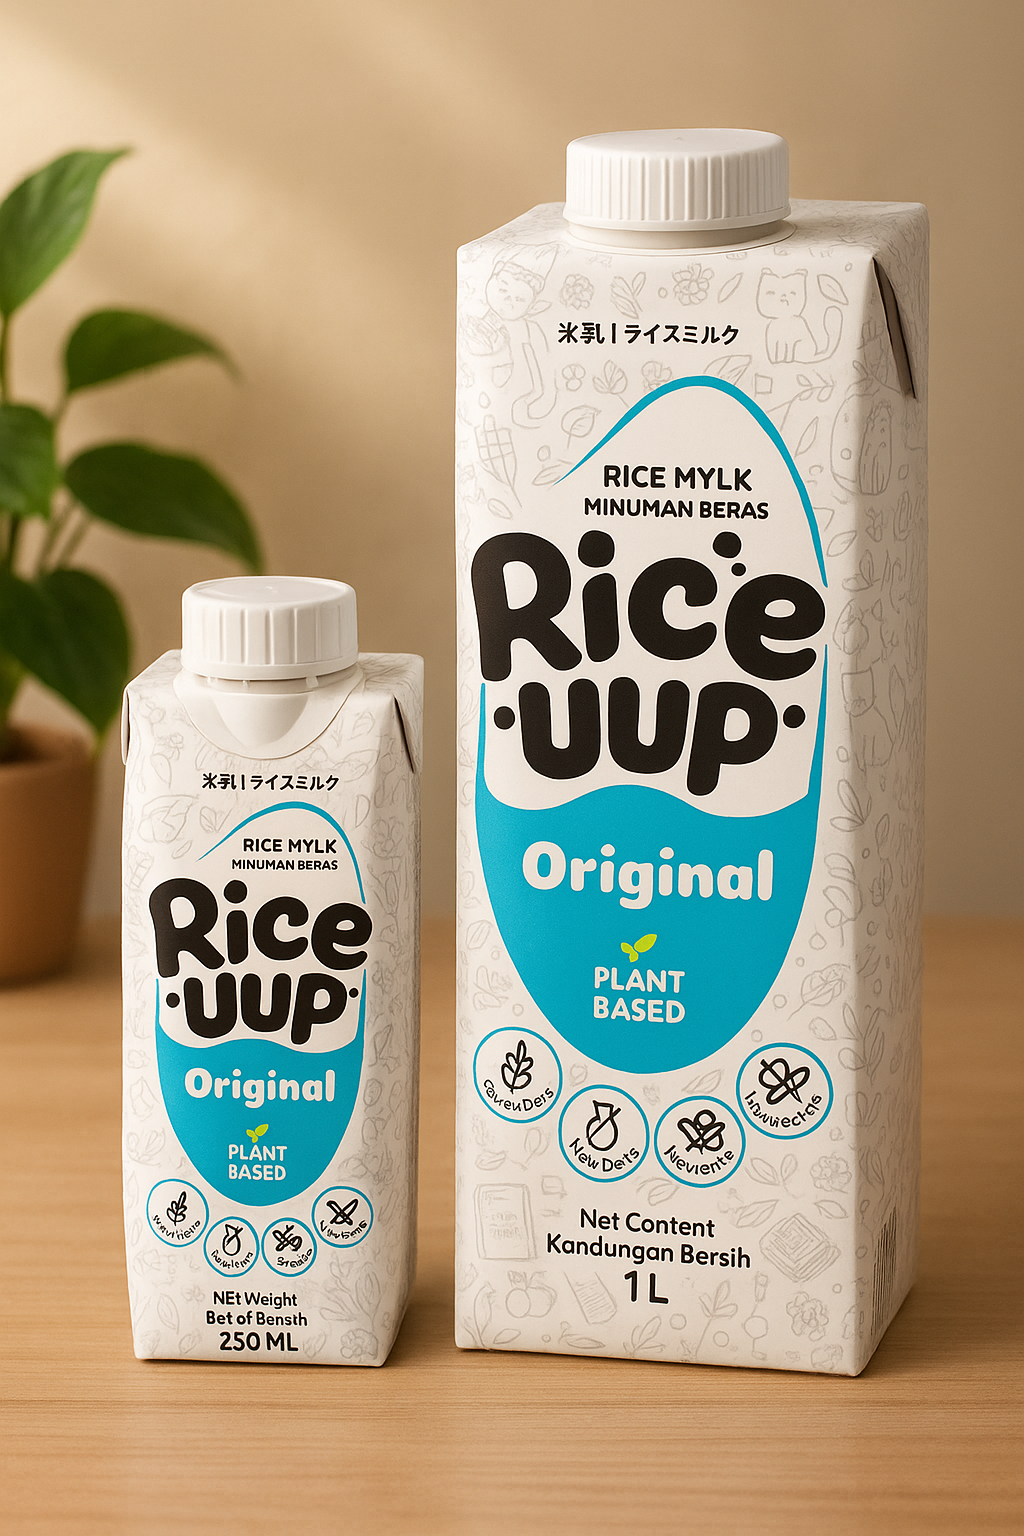 米乳 | ライスミルク
RICE MYLK
MINUMAN BERAS
Rice
UUP
Original
PLANT
BASED
New Derts
Neviente
Net Content
Kandungan Bersih
1 L
米乳 | ライスミルク
RICE MYLK
MINUMAN BERAS
Rice
UUP
Original
PLANT
BASED
NEt Weight
Bet of Bensth
250 ML